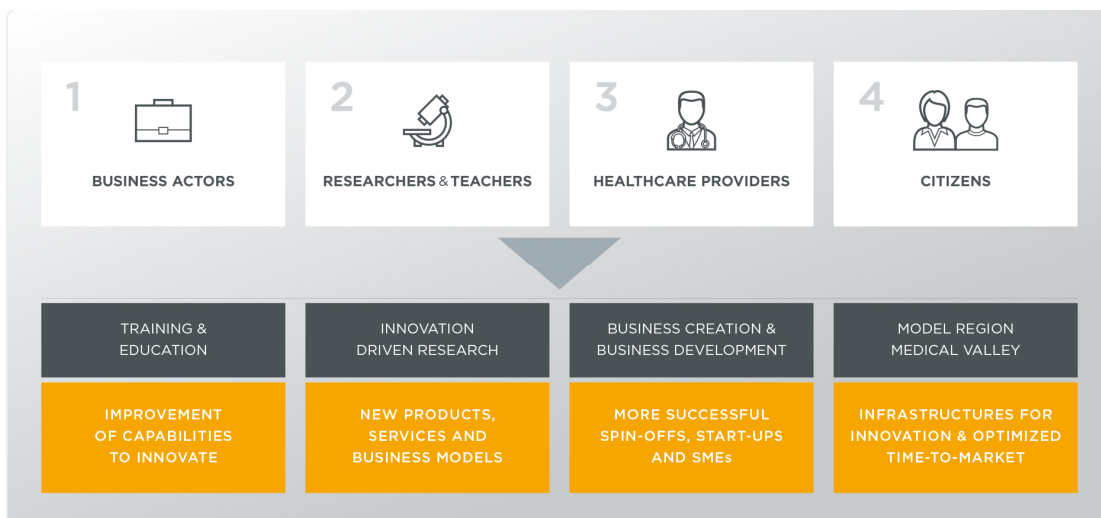 1
BUSINESS ACTORS
2
RESEARCHERS & TEACHERS
3
HEALTHCARE PROVIDERS
4
CITIZENS
TRAINING &
EDUCATION
INNOVATION
DRIVEN RESEARCH
BUSINESS CREATION &
BUSINESS DEVELOPMENT
MODEL REGION
MEDICAL VALLEY
IMPROVEMENT
OF CAPABILITIES
TO INNOVATE
NEW PRODUCTS,
SERVICES AND
BUSINESS MODELS
MORE SUCCESSFUL
SPIN-OFFS, START-UPS
AND SMEs
INFRASTRUCTURES FOR
INNOVATION & OPTIMIZED
TIME-TO-MARKET